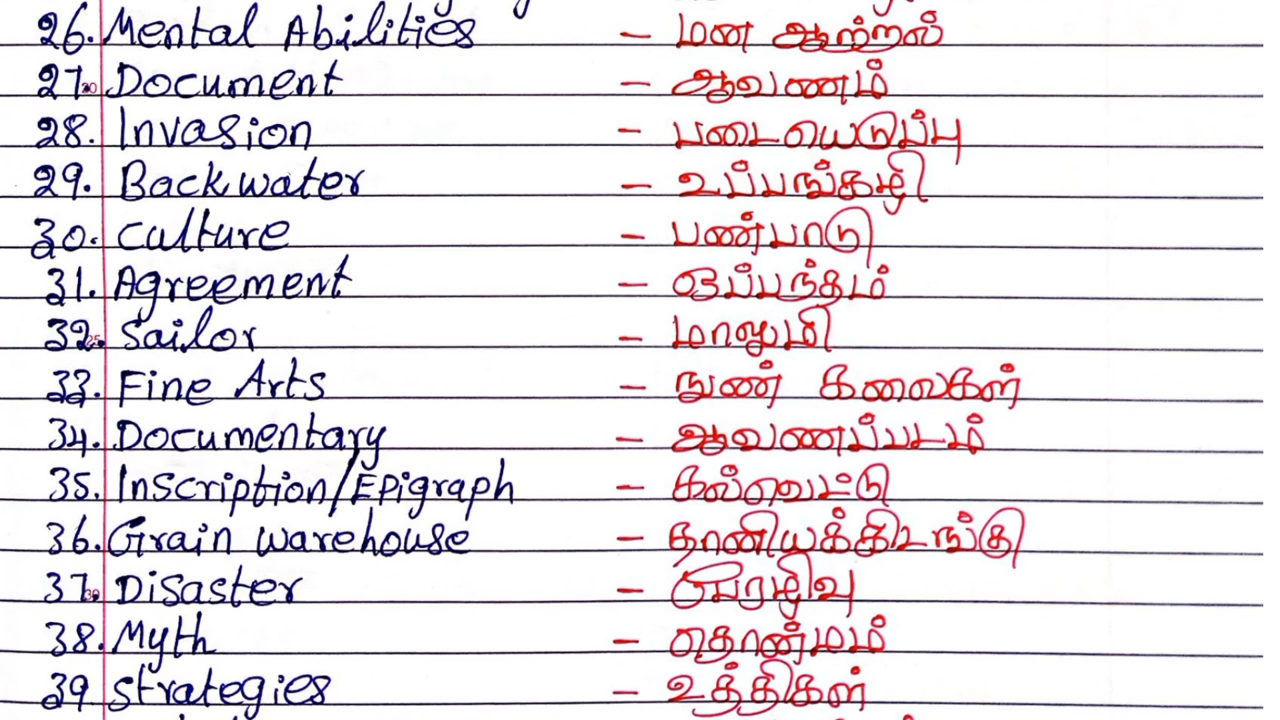 26. Mental Abilities - மன ஆற்றல்
27. Document - ஆவணம்
28. Invasion - படையெடுப்பு
29. Backwater - உப்பங்கழி
30. Culture - பண்பாடு
31. Agreement - ஒப்பந்தம்
32. Sailor - மாலுமி
33. Fine Arts - நுண் கலைகள்
34. Documentary - ஆவணப்படம்
35. Inscription/Epigraph - கல்வெட்டு
36. Grain warehouse - தானியக்கிடங்கு
37. Disaster - பேரழிவு
38. Myth - தொண்மம்
39 Strategies - உத்திகள்